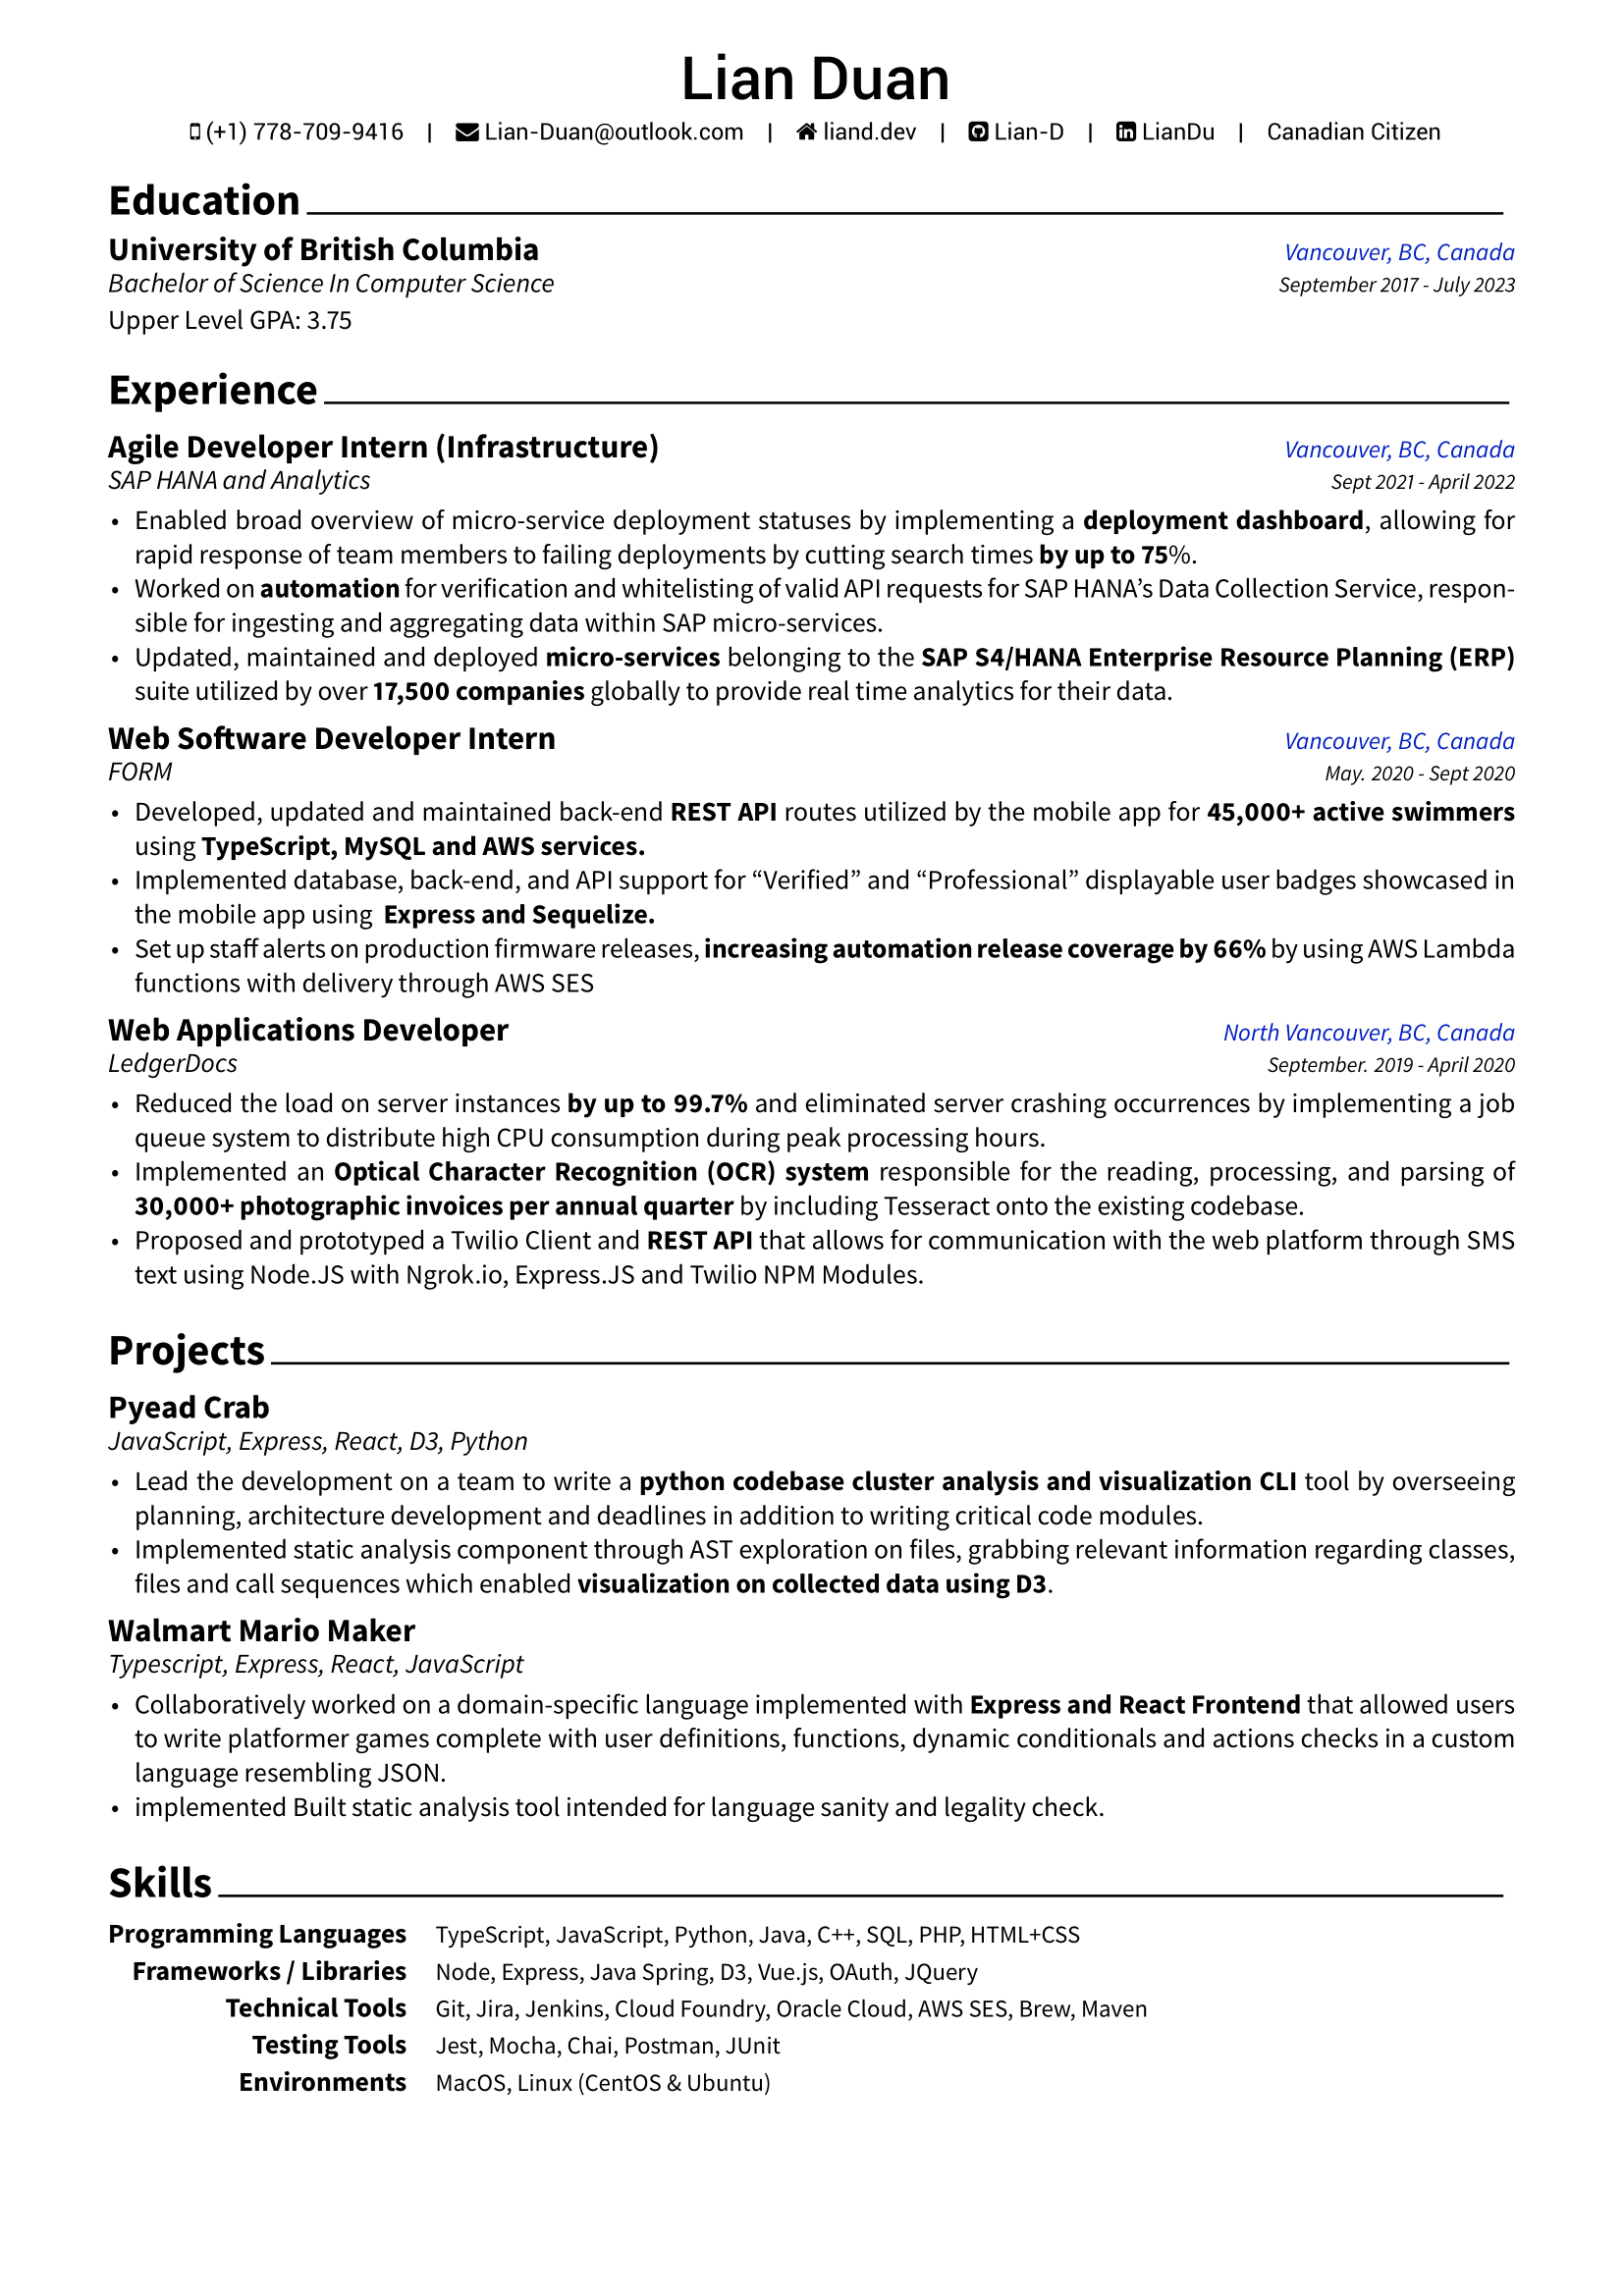 Lian Duan
(+1) 778-709-9416 | Lian-Duan@outlook.com | liand.dev | Lian-D | LianDu | Canadian Citizen
Education
University of British Columbia Vancouver, BC, Canada
Bachelor of Science In Computer Science September 2017 - July 2023
Upper Level GPA: 3.75
Experience
Agile Developer Intern (Infrastructure) Vancouver, BC, Canada
SAP HANA and Analytics Sept 2021 - April 2022
• Enabled broad overview of micro-service deployment statuses by implementing a deployment dashboard, allowing for
rapid response of team members to failing deployments by cutting search times by up to 75%.
• Worked on automation for verification and whitelisting of valid API requests for SAP HANA’s Data Collection Service, respon-
sible for ingesting and aggregating data within SAP micro-services.
• Updated, maintained and deployed micro-services belonging to the SAP S4/HANA Enterprise Resource Planning (ERP)
suite utilized by over 17,500 companies globally to provide real time analytics for their data.
Web Software Developer Intern Vancouver, BC, Canada
FORM May. 2020 - Sept 2020
• Developed, updated and maintained back-end REST API routes utilized by the mobile app for 45,000+ active swimmers
using TypeScript, MySQL and AWS services.
• Implemented database, back-end, and API support for “Verified” and “Professional” displayable user badges showcased in
the mobile app using Express and Sequelize.
• Set up staff alerts on production firmware releases, increasing automation release coverage by 66% by using AWS Lambda
functions with delivery through AWS SES
Web Applications Developer North Vancouver, BC, Canada
LedgerDocs September. 2019 - April 2020
• Reduced the load on server instances by up to 99.7% and eliminated server crashing occurrences by implementing a job
queue system to distribute high CPU consumption during peak processing hours.
• Implemented an Optical Character Recognition (OCR) system responsible for the reading, processing, and parsing of
30,000+ photographic invoices per annual quarter by including Tesseract onto the existing codebase.
• Proposed and prototyped a Twilio Client and REST API that allows for communication with the web platform through SMS
text using Node.JS with Ngrok.io, Express.JS and Twilio NPM Modules.
Projects
Pyead Crab
JavaScript, Express, React, D3, Python
• Lead the development on a team to write a python codebase cluster analysis and visualization CLI tool by overseeing
planning, architecture development and deadlines in addition to writing critical code modules.
• Implemented static analysis component through AST exploration on files, grabbing relevant information regarding classes,
files and call sequences which enabled visualization on collected data using D3.
Walmart Mario Maker
Typescript, Express, React, JavaScript
• Collaboratively worked on a domain-specific language implemented with Express and React Frontend that allowed users
to write platformer games complete with user definitions, functions, dynamic conditionals and actions checks in a custom
language resembling JSON.
• implemented Built static analysis tool intended for language sanity and legality check.
Skills
Programming Languages TypeScript, JavaScript, Python, Java, C++, SQL, PHP, HTML+CSS
Frameworks / Libraries Node, Express, Java Spring, D3, Vue.js, OAuth, JQuery
Technical Tools Git, Jira, Jenkins, Cloud Foundry, Oracle Cloud, AWS SES, Brew, Maven
Testing Tools Jest, Mocha, Chai, Postman, JUnit
Environments MacOS, Linux (CentOS & Ubuntu)